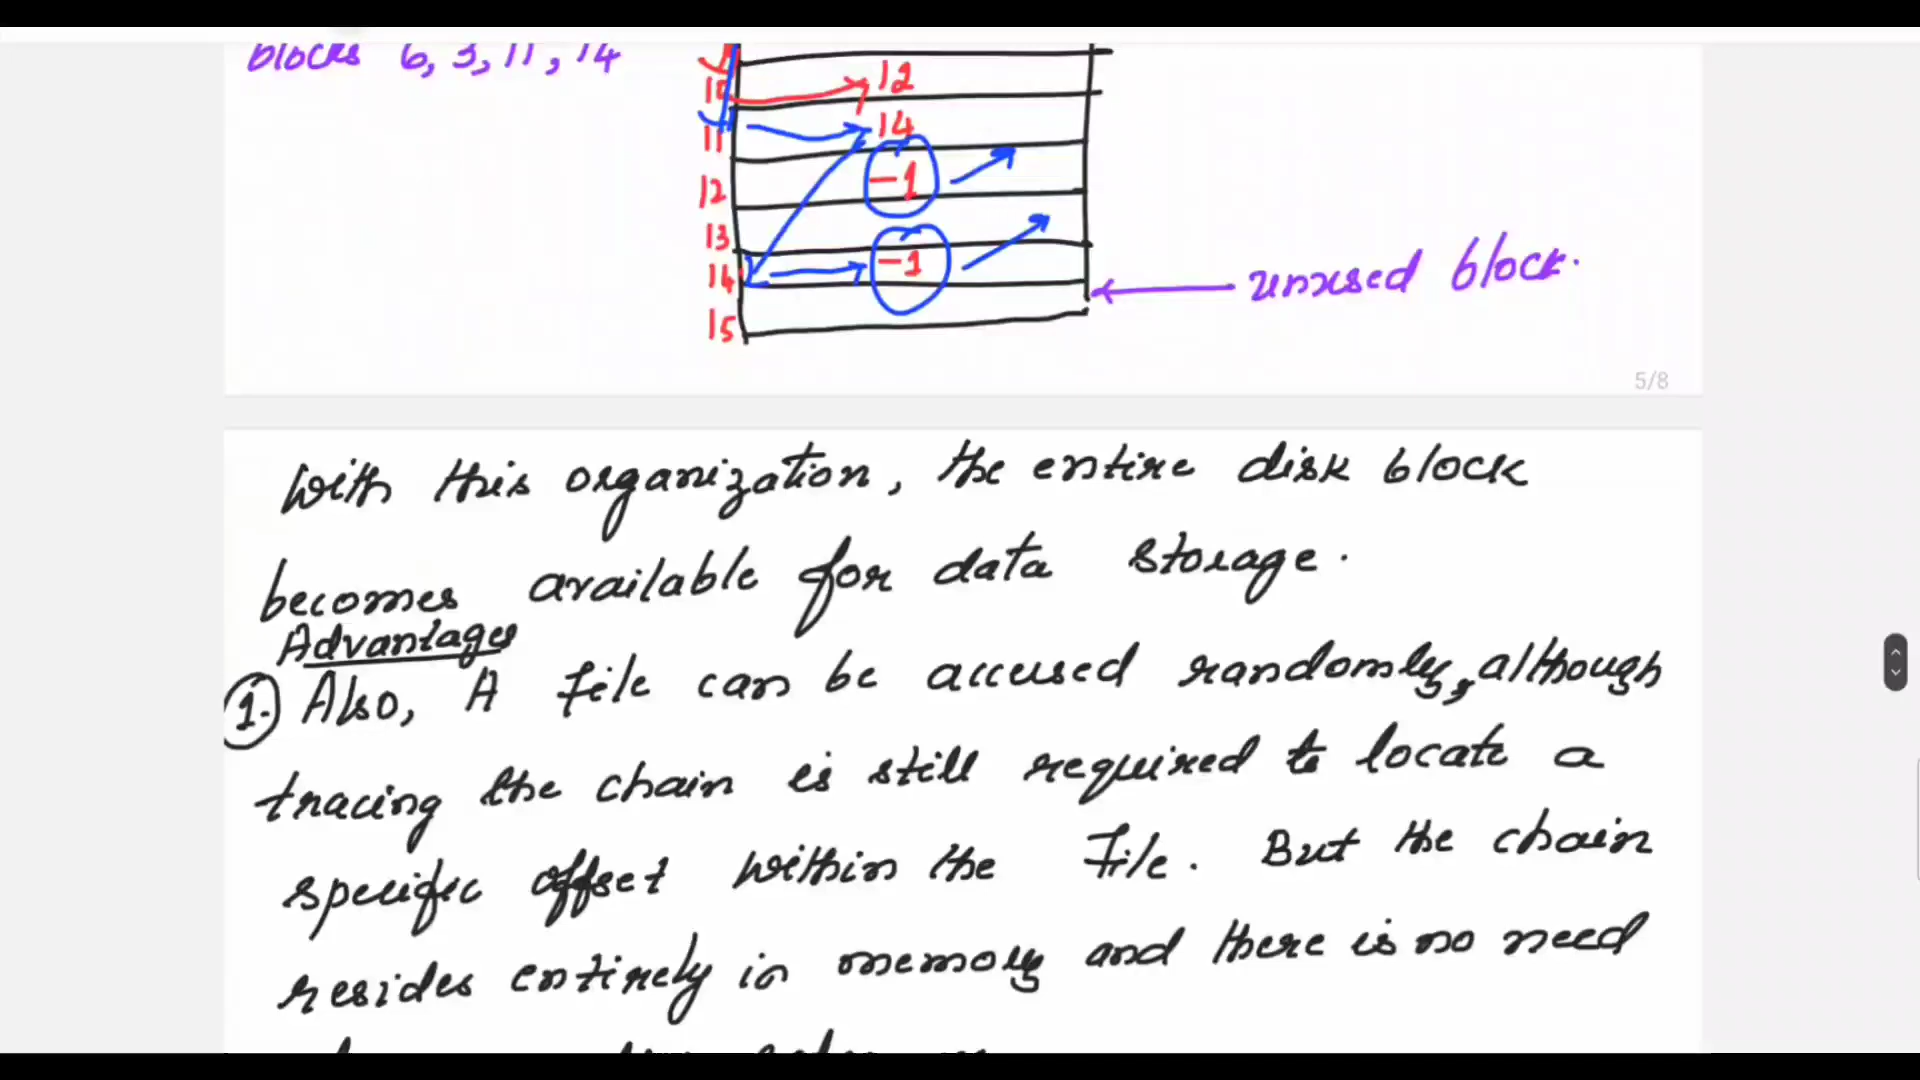 blocks 6, 3, 11, 14
10 12
11 14
12 -1
13
14 -1
15
unused block.
5/8
With this organization, the entire disk block
becomes available for data storage.
Advantages
1. Also, A file can be accused randomly, although
tracing the chain is still required to locate a
specific offset within the File. But the chain
resides entirely in memory and there is no need